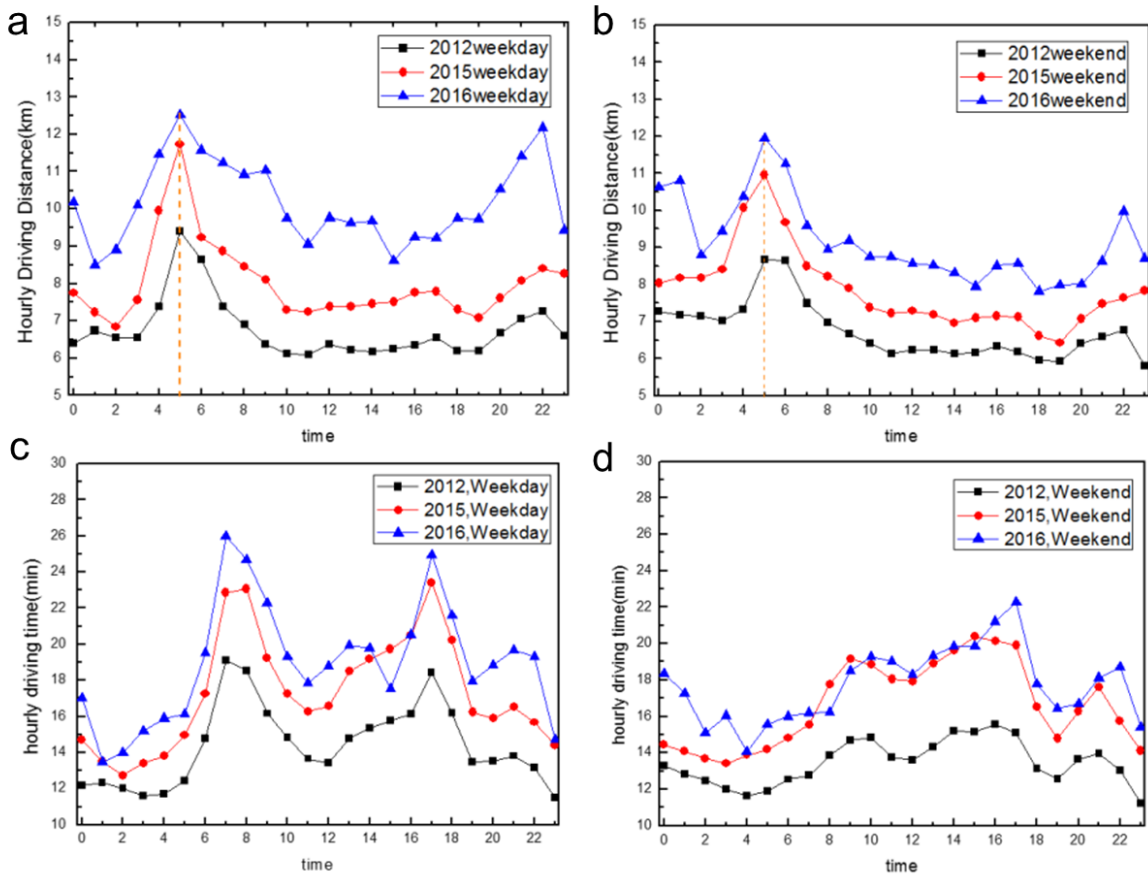 a
15
14
13
12
11
10
9
8
7
6
5
Hourly Driving Distance(km)
2012weekday
2015weekday
2016weekday
0 2 4 6 8 10 12 14 16 18 20 22
time
b
15
14
13
12
11
10
9
8
7
6
5
Hourly Driving Distance(km)
2012weekend
2015weekend
2016weekend
0 2 4 6 8 10 12 14 16 18 20 22
time
c
30
28
26
24
22
20
18
16
14
12
10
hourly driving time(min)
2012,Weekday
2015,Weekday
2016,Weekday
0 2 4 6 8 10 12 14 16 18 20 22
time
d
30
28
26
24
22
20
18
16
14
12
10
hourly driving time(min)
2012,Weekend
2015,Weekend
2016,Weekend
0 2 4 6 8 10 12 14 16 18 20 22
time